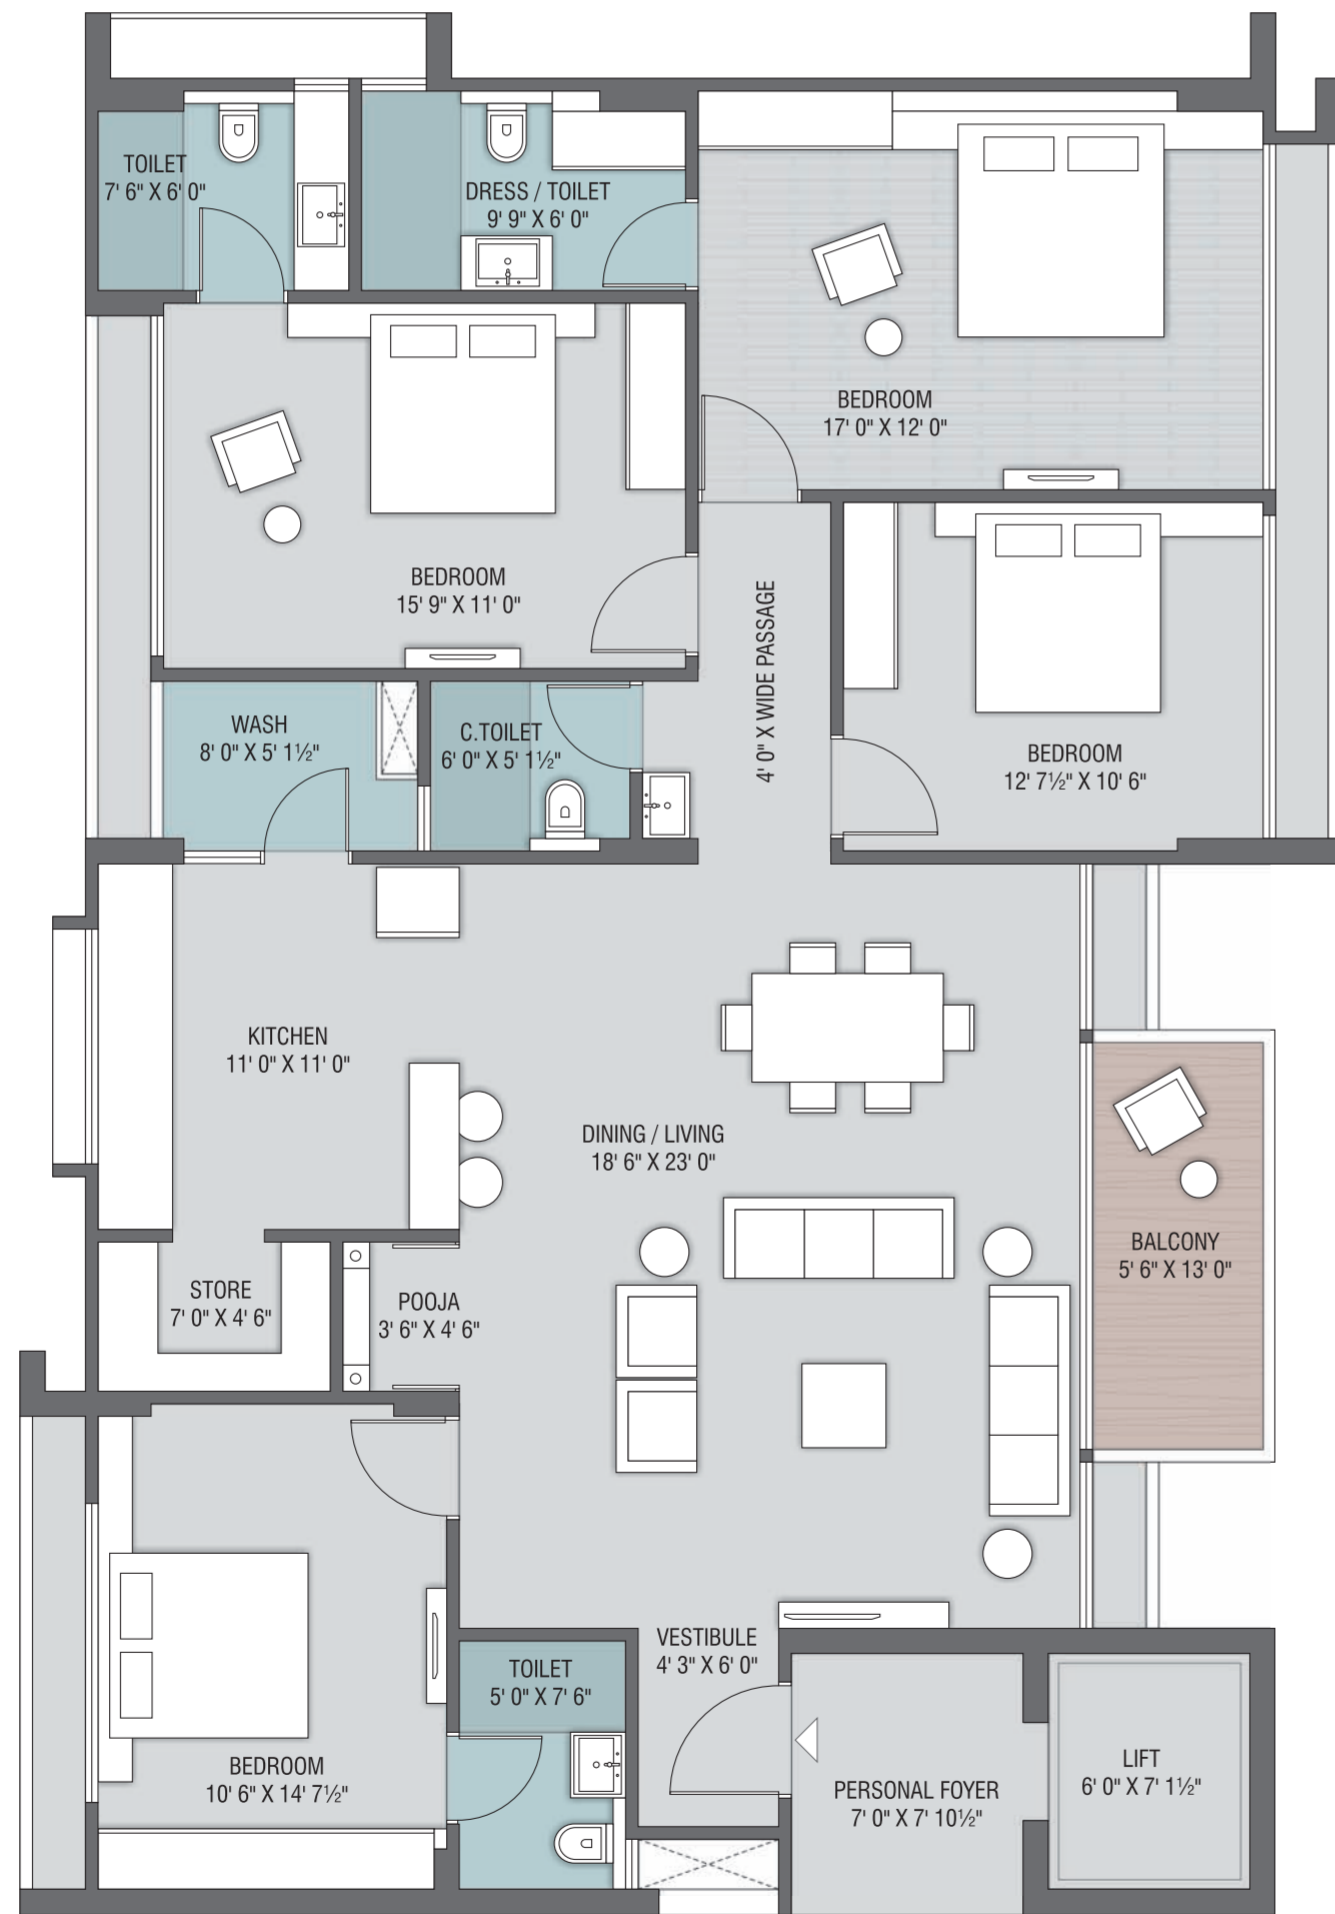 TOILET
7' 6" X 6' 0"
DRESS / TOILET
9' 9" X 6' 0"
BEDROOM
17' 0" X 12' 0"
BEDROOM
15' 9" X 11' 0"
4' 0" X WIDE PASSAGE
WASH
8' 0" X 5' 1½"
C.TOILET
6' 0" X 5' 1½"
BEDROOM
12' 7½" X 10' 6"
KITCHEN
11' 0" X 11' 0"
DINING / LIVING
18' 6" X 23' 0"
BALCONY
5' 6" X 13' 0"
STORE
7' 0" X 4' 6"
POOJA
3' 6" X 4' 6"
VESTIBULE
4' 3" X 6' 0"
TOILET
5' 0" X 7' 6"
BEDROOM
10' 6" X 14' 7½"
PERSONAL FOYER
7' 0" X 7' 10½"
LIFT
6' 0" X 7' 1½"